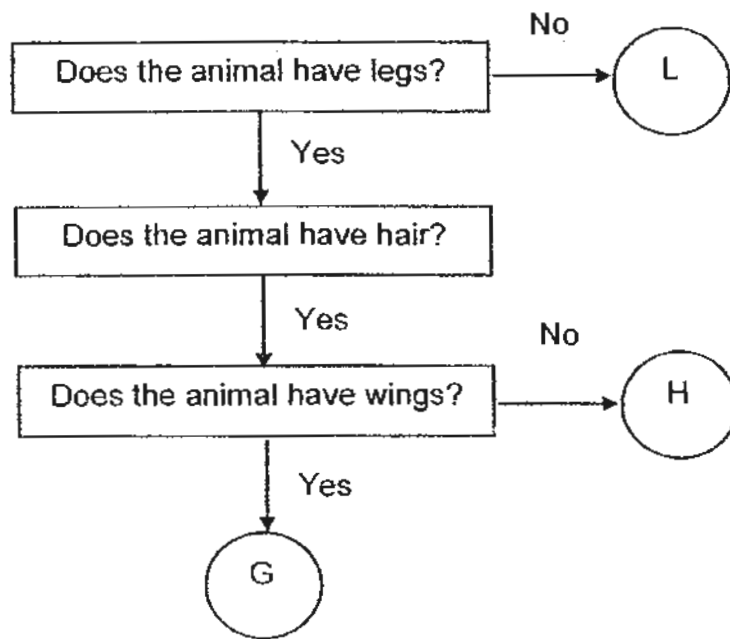 No
Does the animal have legs?
L
Yes
Does the animal have hair?
Yes
No
Does the animal have wings?
H
Yes
G